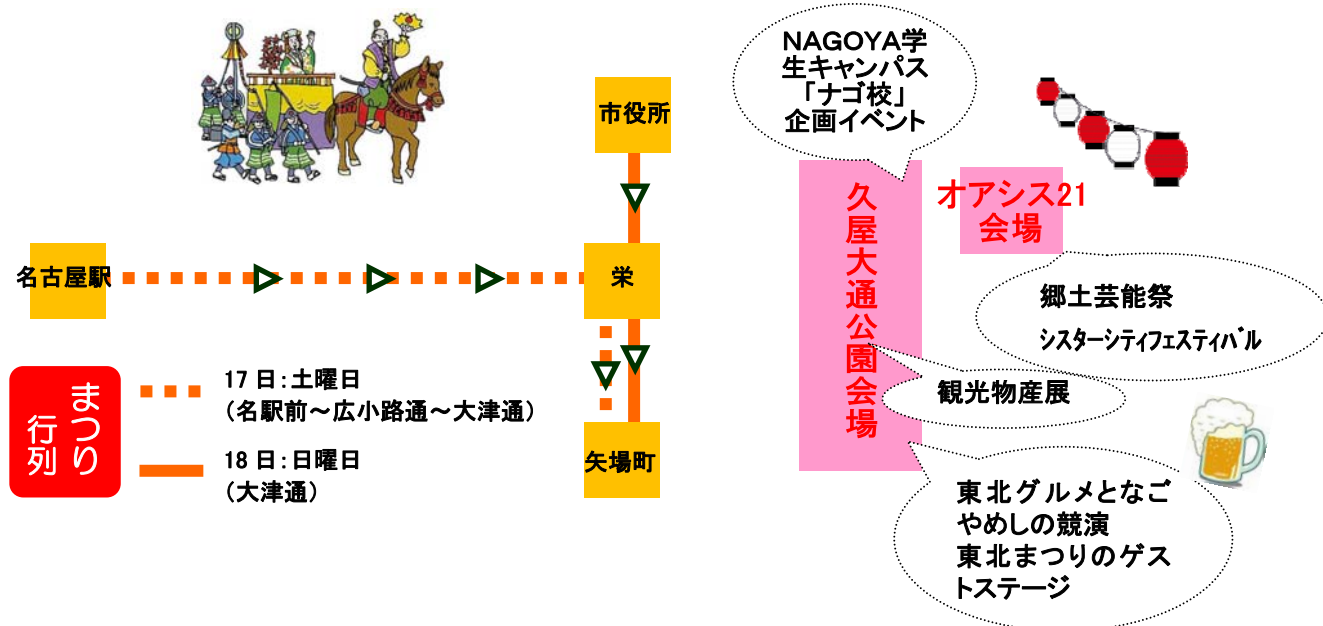 市役所
名古屋駅
栄
矢場町
まつり
行列
17日:土曜日
(名駅前～広小路通～大津通)
18日:日曜日
(大津通)
NAGOYA学
生キャンパス
「ナゴ校」
企画イベント
久屋大通公園会場
オアシス21
会場
郷土芸能祭
シスターシティフェスティバル
観光物産展
東北グルメとなご
やめしの競演
東北まつりのゲス
トステージ